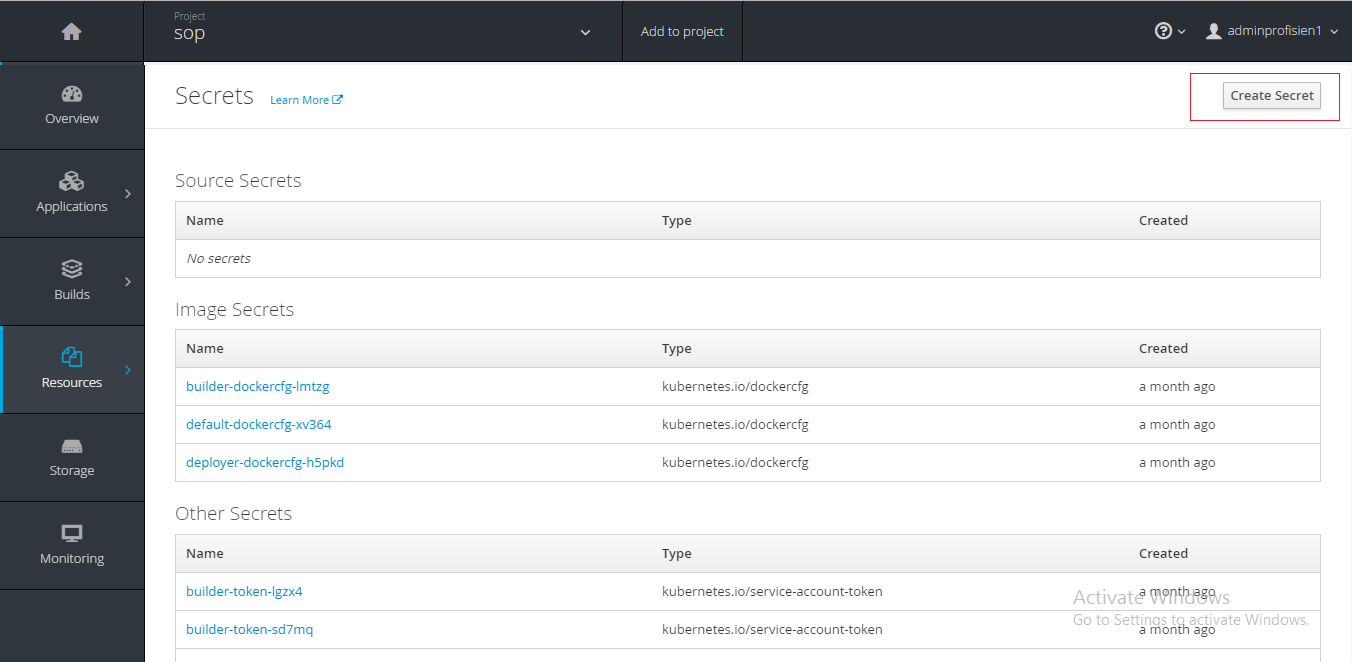 Project
sop
Add to project
adminprofisien1
Overview
Applications
Builds
Resources
Storage
Monitoring
Secrets Learn More
Create Secret
Source Secrets
Name Type Created
No secrets
Image Secrets
Name Type Created
builder-dockercfg-lmtzg kubernetes.io/dockercfg a month ago
default-dockercfg-xv364 kubernetes.io/dockercfg a month ago
deployer-dockercfg-h5pkd kubernetes.io/dockercfg a month ago
Other Secrets
Name Type Created
builder-token-lgzx4 kubernetes.io/service-account-token a month ago
builder-token-sd7mq kubernetes.io/service-account-token a month ago
Activate Windows
Go to Settings to activate Windows.